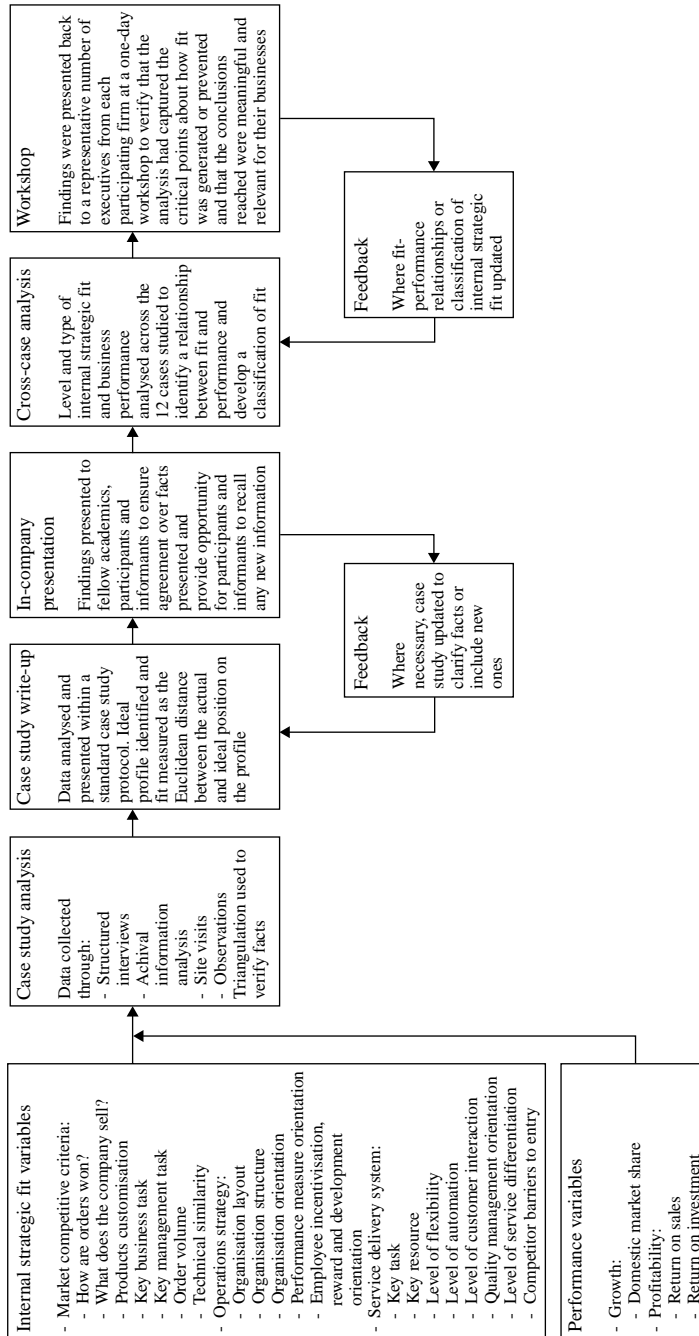 Internal strategic fit variables
- Market competitive criteria:
- How are orders won?
- What does the company sell?
- Products customisation
- Key business task
- Key management task
- Order volume
- Technical similarity
- Operations strategy:
- Organisation layout
- Organisation structure
- Organisation orientation
- Performance measure orientation
- Employee incentivisation,
reward and development
orientation
- Service delivery system:
- Key task
- Key resource
- Level of flexibility
- Level of automation
- Level of customer interaction
- Quality management orientation
- Level of service differentiation
- Competitor barriers to entry
Performance variables
- Growth:
- Domestic market share
- Profitability:
- Return on sales
- Return on investment
Case study analysis
Data collected
through:
- Structured
interviews
- Achival
information
analysis
- Site visits
- Observations
Triangulation used to
verify facts
Case study write-up
Data analysed and
presented within a
standard case study
protocol. Ideal
profile identified and
fit measured as the
Euclidean distance
between the actual
and ideal position on
the profile
In-company
presentation
Findings presented to
fellow academics,
participants and
informants to ensure
agreement over facts
presented and
provide opportunity
for participants and
informants to recall
any new information
Feedback
Where
necessary, case
study updated to
clarify facts or
include new
ones
Cross-case analysis
Level and type of
internal strategic fit
and business
performance
analysed across the
12 cases studied to
identify a relationship
between fit and
performance and
develop a
classification of fit
Workshop
Findings were presented back
to a representative number of
executives from each
participating firm at a one-day
workshop to verify that the
analysis had captured the
critical points about how fit
was generated or prevented
and that the conclusions
reached were meaningful and
relevant for their businesses
Feedback
Where fit-
performance
relationships or
classification of
internal strategic
fit updated